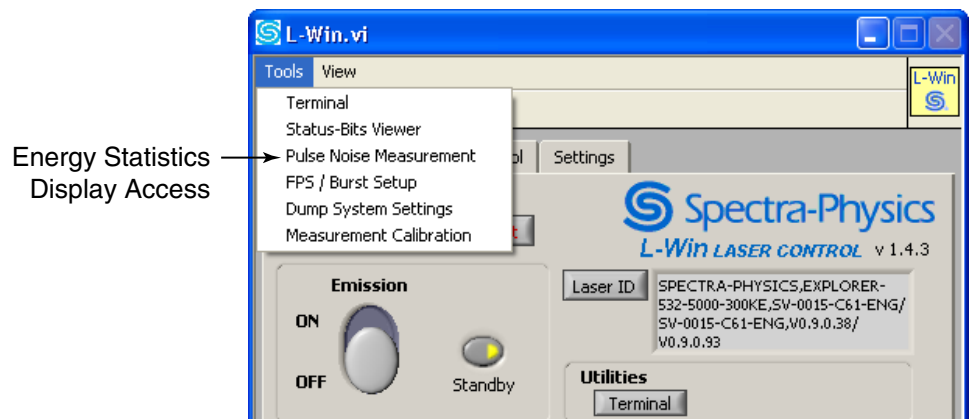 L-Win.vi
Tools View
L-Win
Terminal
Status-Bits Viewer
Energy Statistics
Display Access
Pulse Noise Measurement
Settings
FPS / Burst Setup
Dump System Settings
Measurement Calibration
Spectra-Physics
L-Win LASER CONTROL v 1.4.3
Emission
ON
OFF
Standby
Laser ID
SPECTRA-PHYSICS,EXPLORER-
532-5000-300KE,SV-0015-C61-ENG/
SV-0015-C61-ENG,V0.9.0.38/
V0.9.0.93
Utilities
Terminal